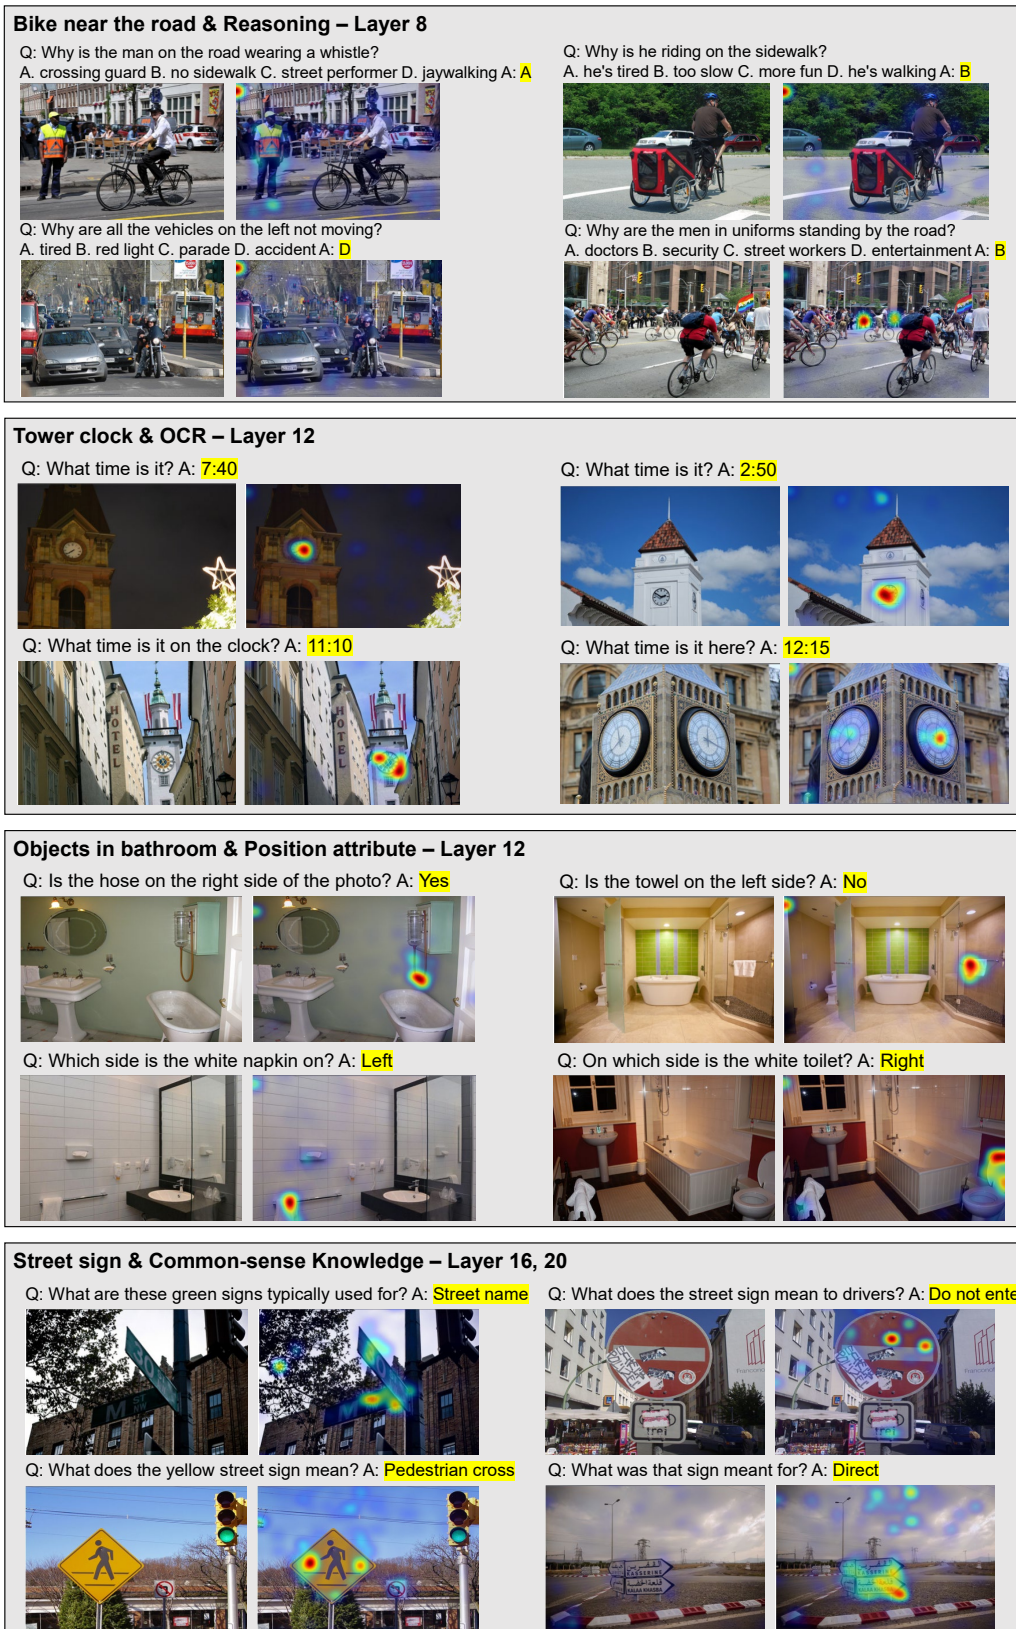 Bike near the road & Reasoning – Layer 8
Q: Why is the man on the road wearing a whistle?
A. crossing guard B. no sidewalk C. street performer D. jaywalking A: A
Q: Why is he riding on the sidewalk?
A. he's tired B. too slow C. more fun D. he's walking A: B
Q: Why are all the vehicles on the left not moving?
A. tired B. red light C. parade D. accident A: D
Q: Why are the men in uniforms standing by the road?
A. doctors B. security C. street workers D. entertainment A: B
Tower clock & OCR – Layer 12
Q: What time is it? A: 7:40
Q: What time is it? A: 2:50
Q: What time is it on the clock? A: 11:10
HOTEL
HOTEL
Q: What time is it here? A: 12:15
Objects in bathroom & Position attribute – Layer 12
Q: Is the hose on the right side of the photo? A: Yes
Q: Is the towel on the left side? A: No
Q: Which side is the white napkin on? A: Left
Q: On which side is the white toilet? A: Right
Street sign & Common-sense Knowledge – Layer 16, 20
Q: What are these green signs typically used for? A: Street name
Q: What does the street sign mean to drivers? A: Do not ente
frei
Q: What does the yellow street sign mean? A: Pedestrian cross
Q: What was that sign meant for? A: Direct
KASSERINE
KALAA KHASBA